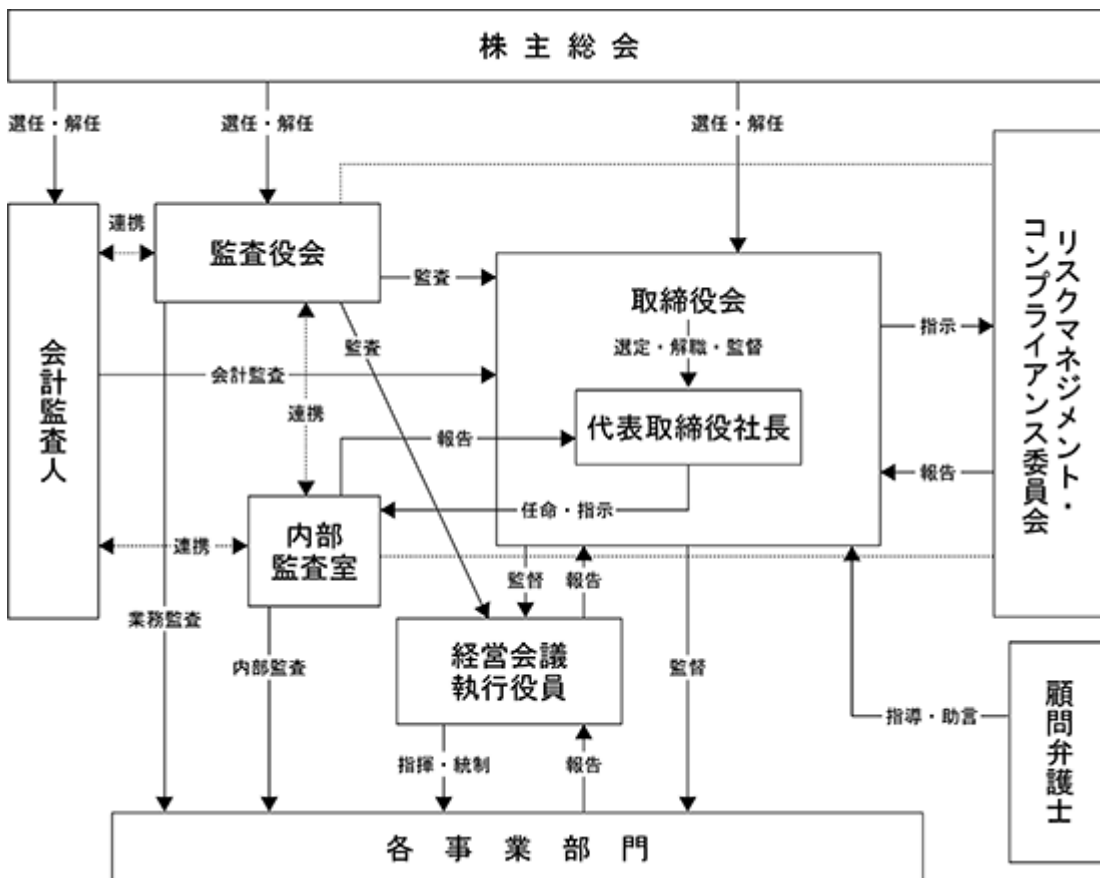 株主総会
選任・解任
選任・解任
選任・解任
連携
監査役会
監査
取締役会
指示
リスクマネジメント・
コンプライアンス委員会
会計監査人
監査
選定・解職・監督
会計監査
連携
報告
代表取締役社長
報告
任命・指示
連携
内部
監査室
監督
報告
業務監査
内部監査
経営会議
執行役員
監督
顧問弁護士
指導・助言
指揮・統制
報告
各事業部門